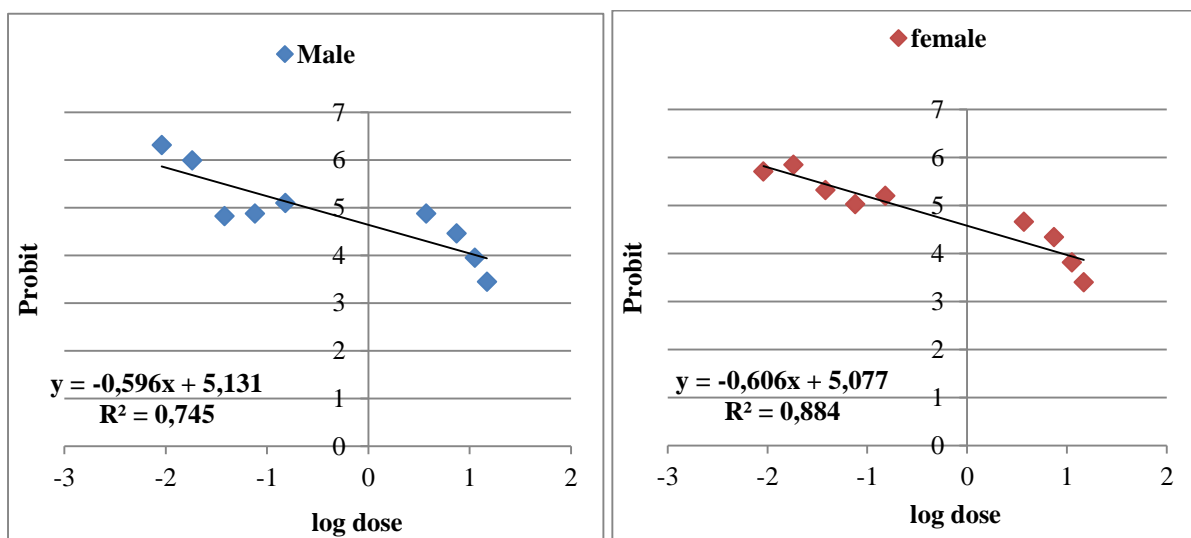 Male
7
6
5
4
3
2
1
0
-3 -2 -1 0 1 2
Probit
log dose
y = -0,596x + 5,131
R² = 0,745
female
7
6
5
4
3
2
1
0
-3 -2 -1 0 1 2
Probit
log dose
y = -0,606x + 5,077
R² = 0,884